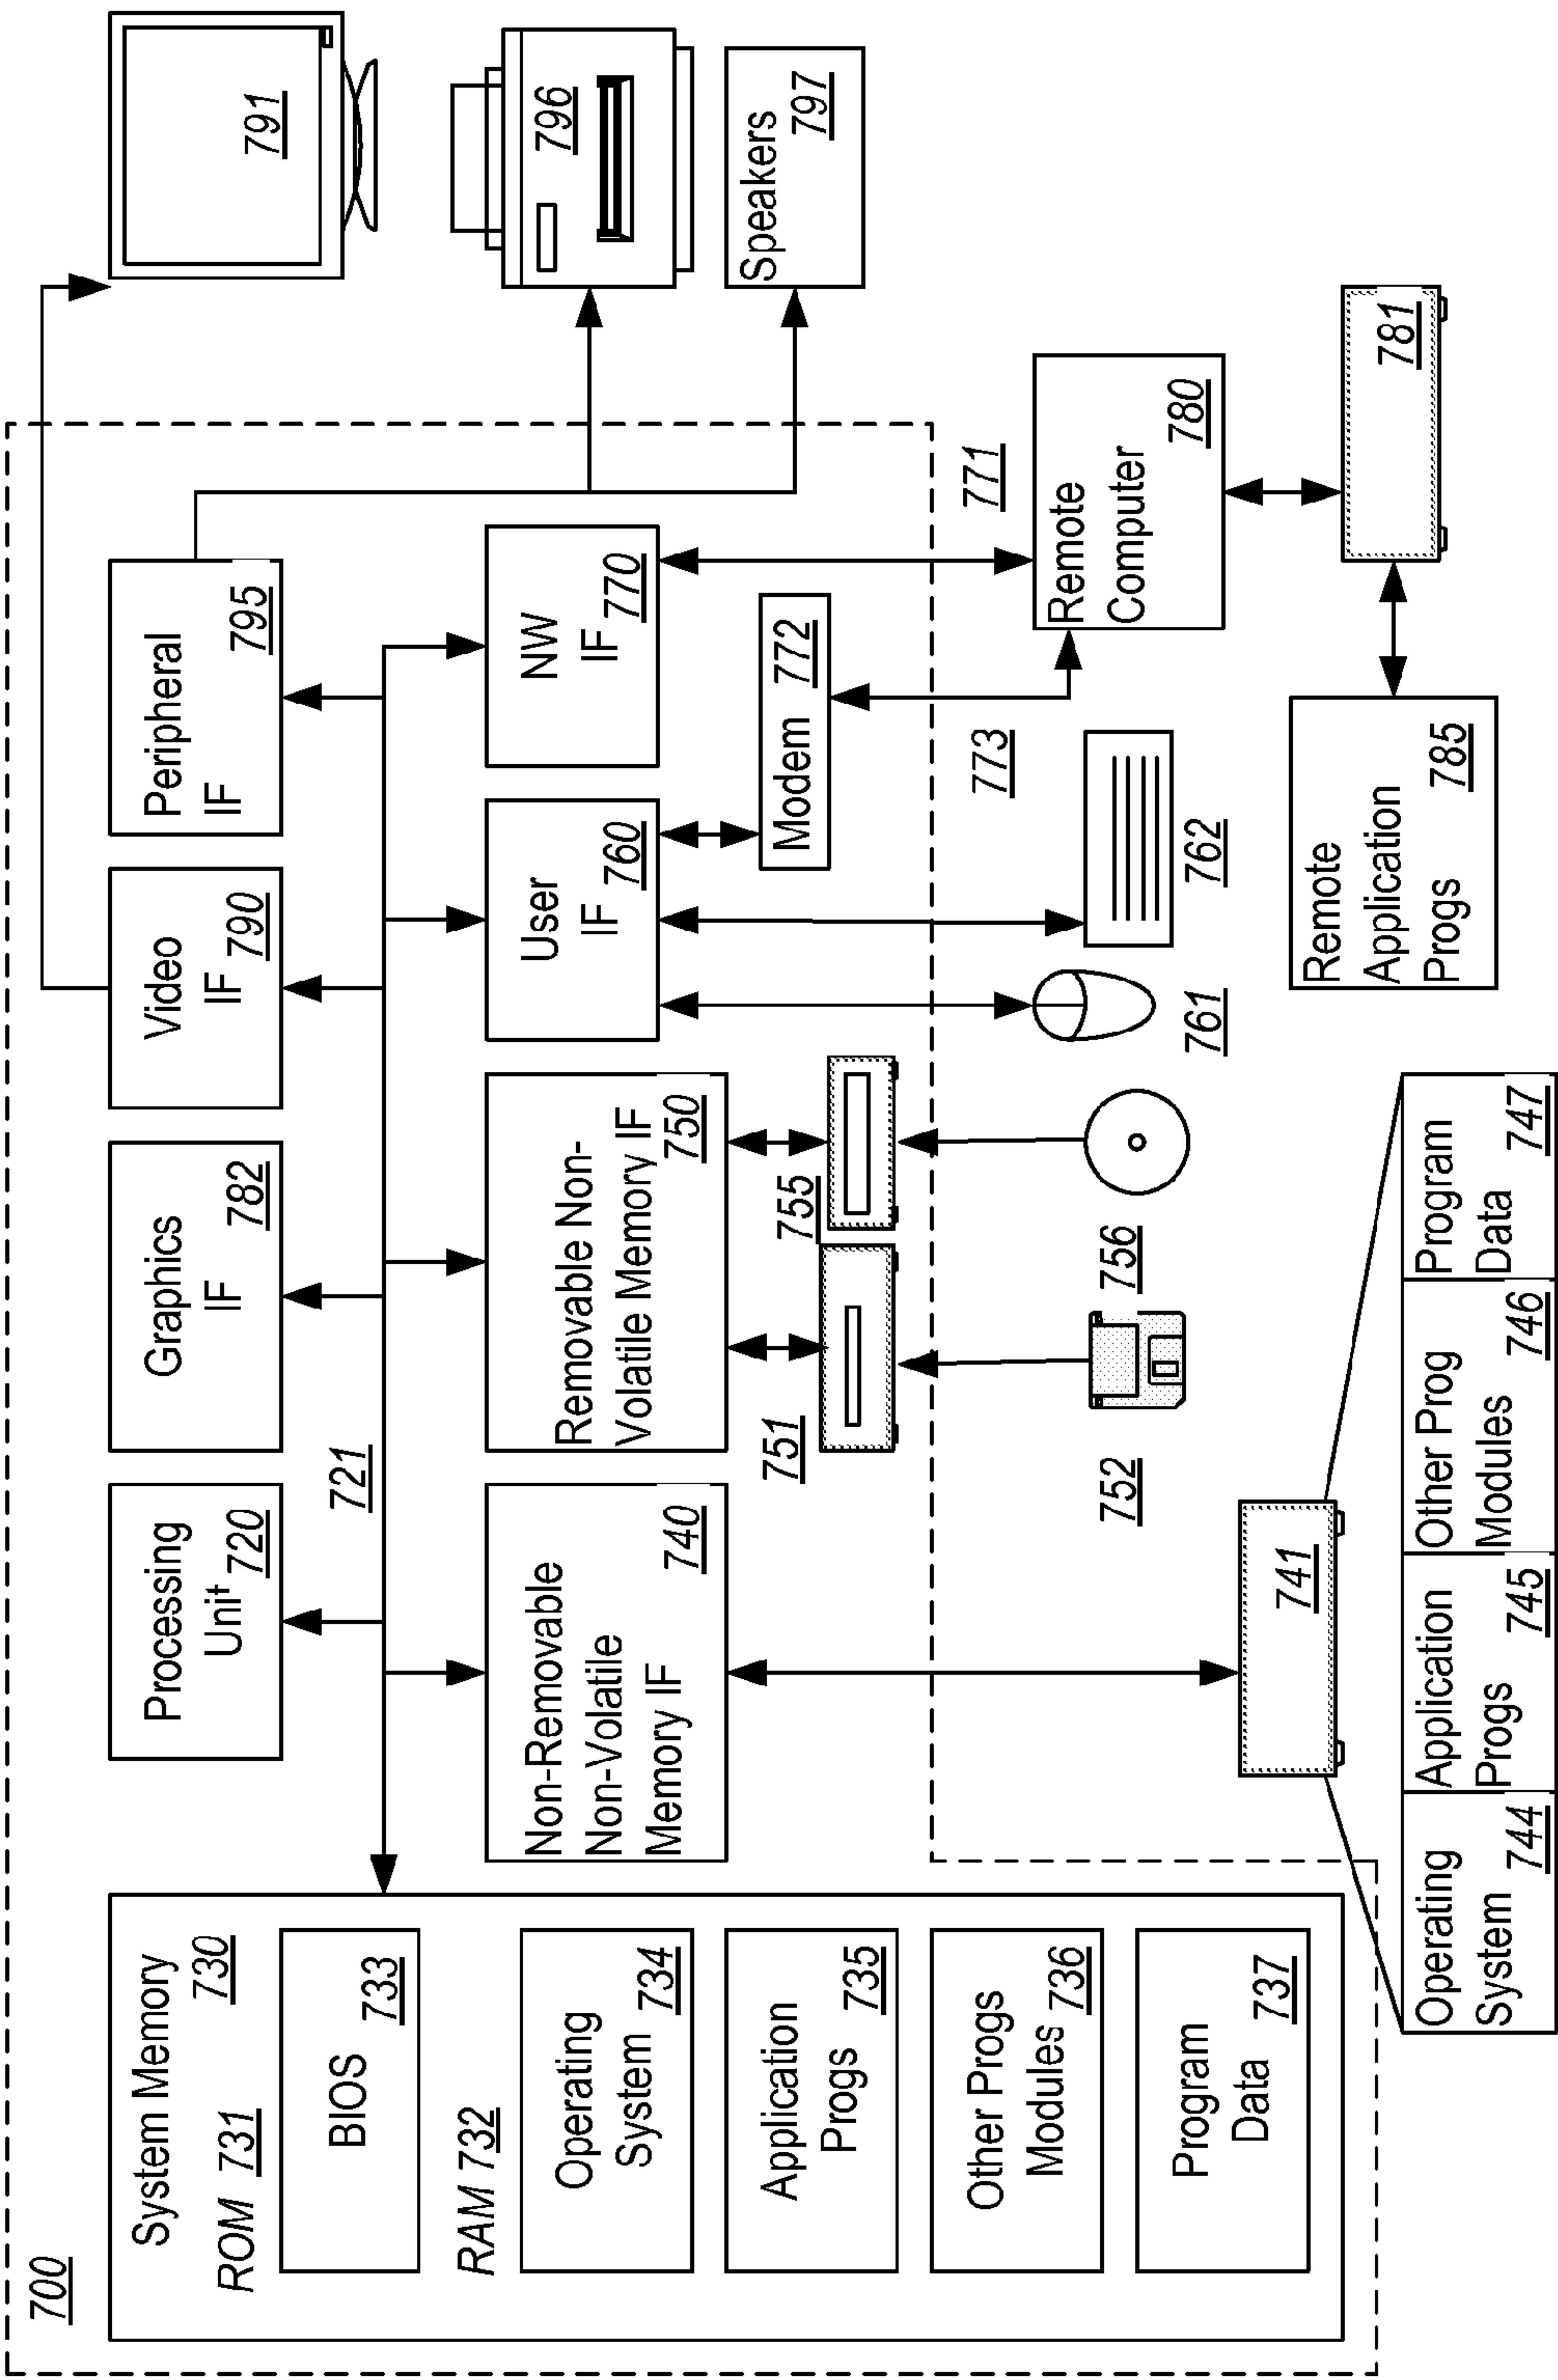 700
System Memory
730
ROM 731
BIOS
733
RAM 732
Operating
System 734
Application
Progs 735
Other Progs
Modules 736
Program
Data 737
Processing
Unit 720
Graphics
IF 782
Video
IF 790
Peripheral
IF 795
721
Non-Removable
Non-Volatile
Memory IF 740
Removable Non-
Volatile Memory IF
750
User
IF 760
NW
IF 770
751
755
Modem 772
752
756
761
762
773
771
Remote
Computer
780
741
781
Operating
System 744
Application
Progs 745
Other Prog
Modules 746
Program
Data 747
Remote
Application
Progs 785
791
796
Speakers
797